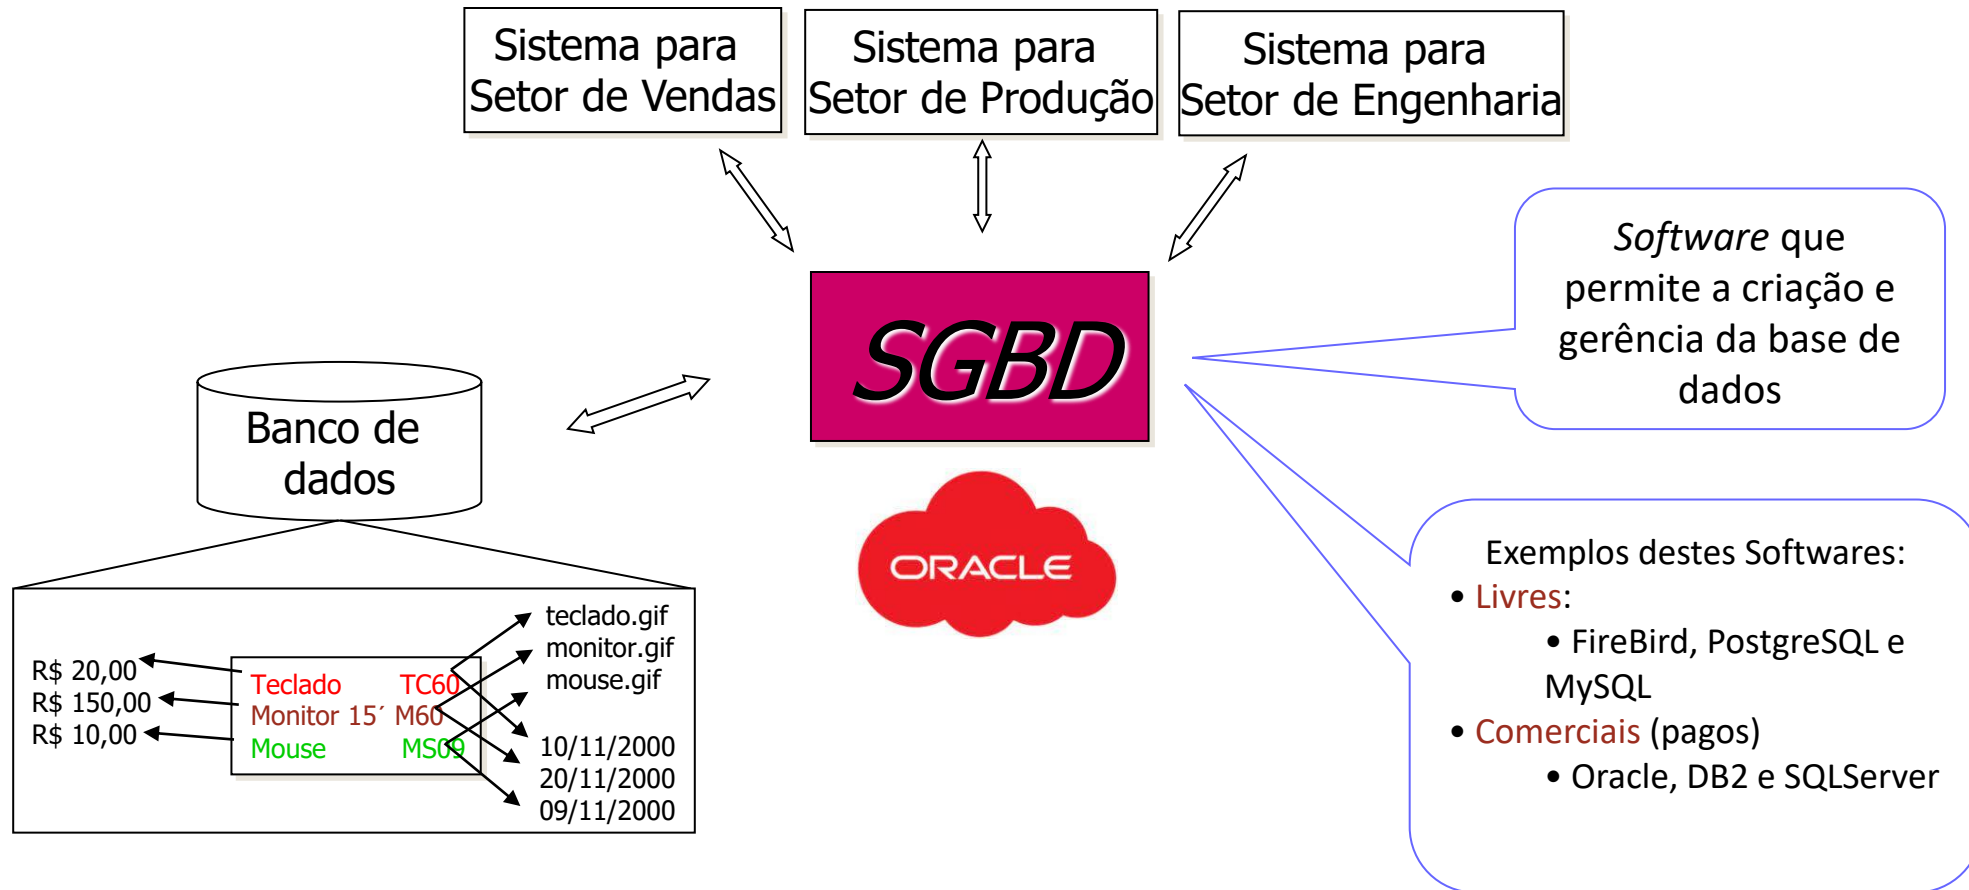 Sistema para
Setor de Vendas
Sistema para
Setor de Produção
Sistema para
Setor de Engenharia
SGBD
Software que
permite a criação e
gerência da base de
dados
Banco de
dados
ORACLE
Exemplos destes Softwares:
• Livres:
• FireBird, PostgreSQL e
MySQL
• Comerciais (pagos)
• Oracle, DB2 e SQLServer
R$ 20,00
R$ 150,00
R$ 10,00
Teclado TC60
Monitor 15´ M60
Mouse MS09
teclado.gif
monitor.gif
mouse.gif
10/11/2000
20/11/2000
09/11/2000